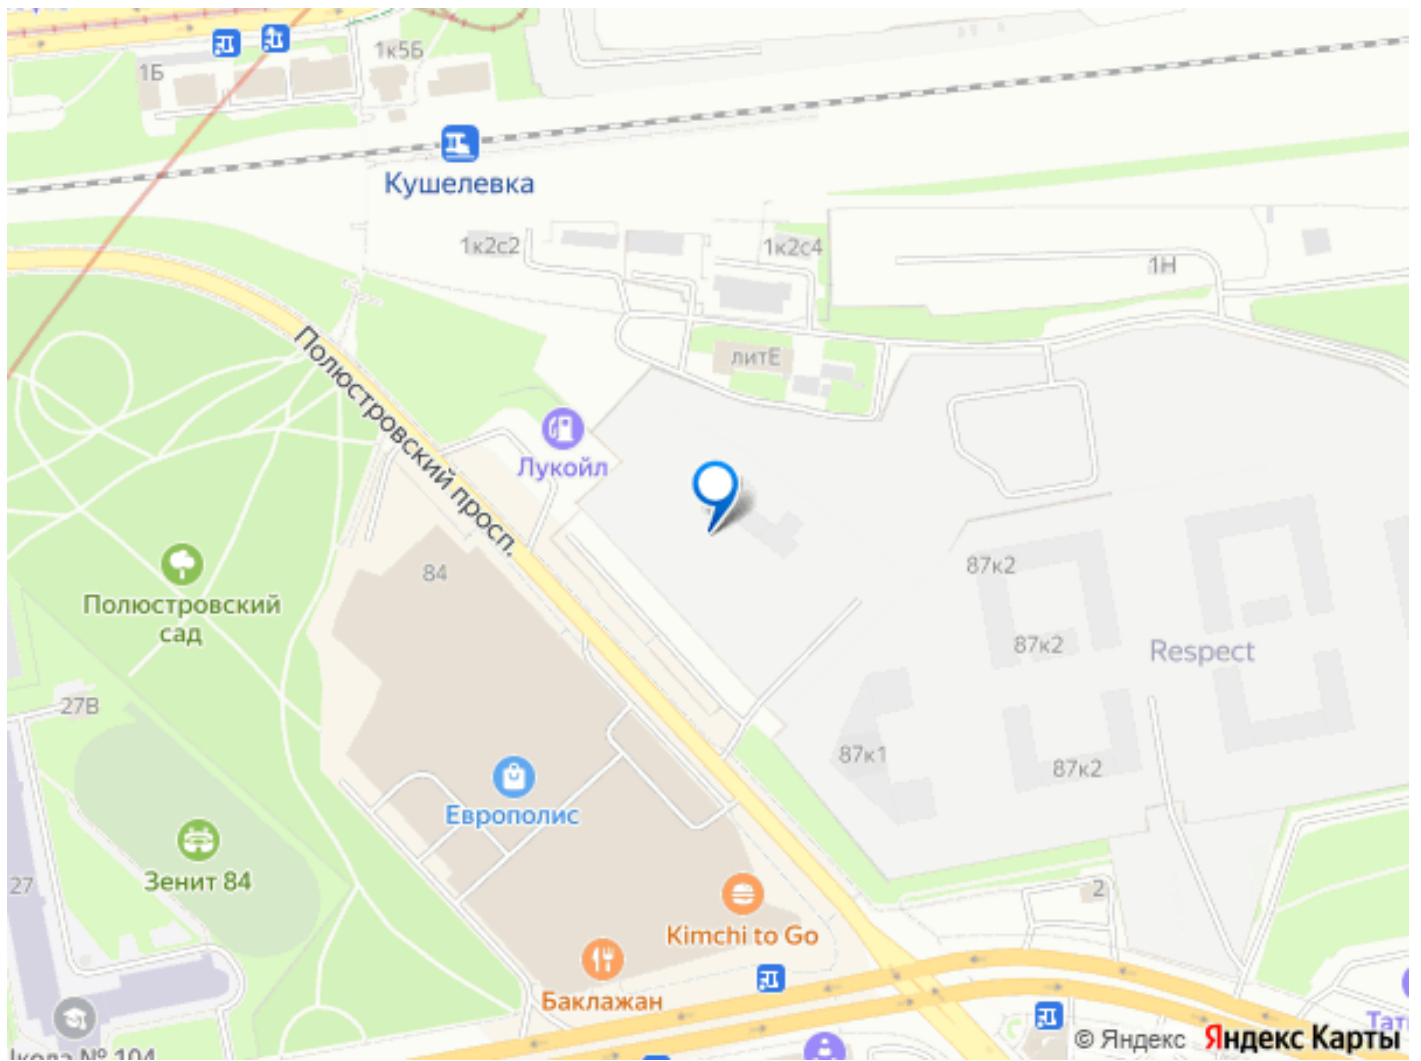 1Б
1к5Б
Кушелевка
1к2с2
1к2с4
1Н
Полюстровский просп.
литЕ
Лукойл
84
87к2
Полюстровский
сад
87к2
Respect
27В
87к1
87к2
Европолис
Зенит 84
27
2
Kimchi to Go
Баклажан
© Яндекс Яндекс Карты